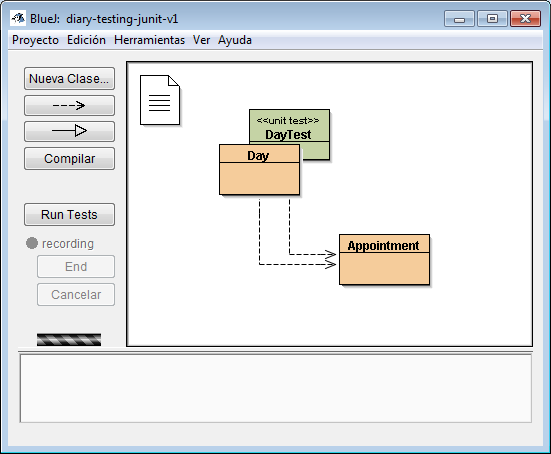 BlueJ:  diary-testing-junit-v1
Proyecto Edición Herramientas Ver Ayuda
Nueva Clase...
Compilar
Run Tests
recording
End
Cancelar
<<unit test>>
DayTest
Day
Appointment